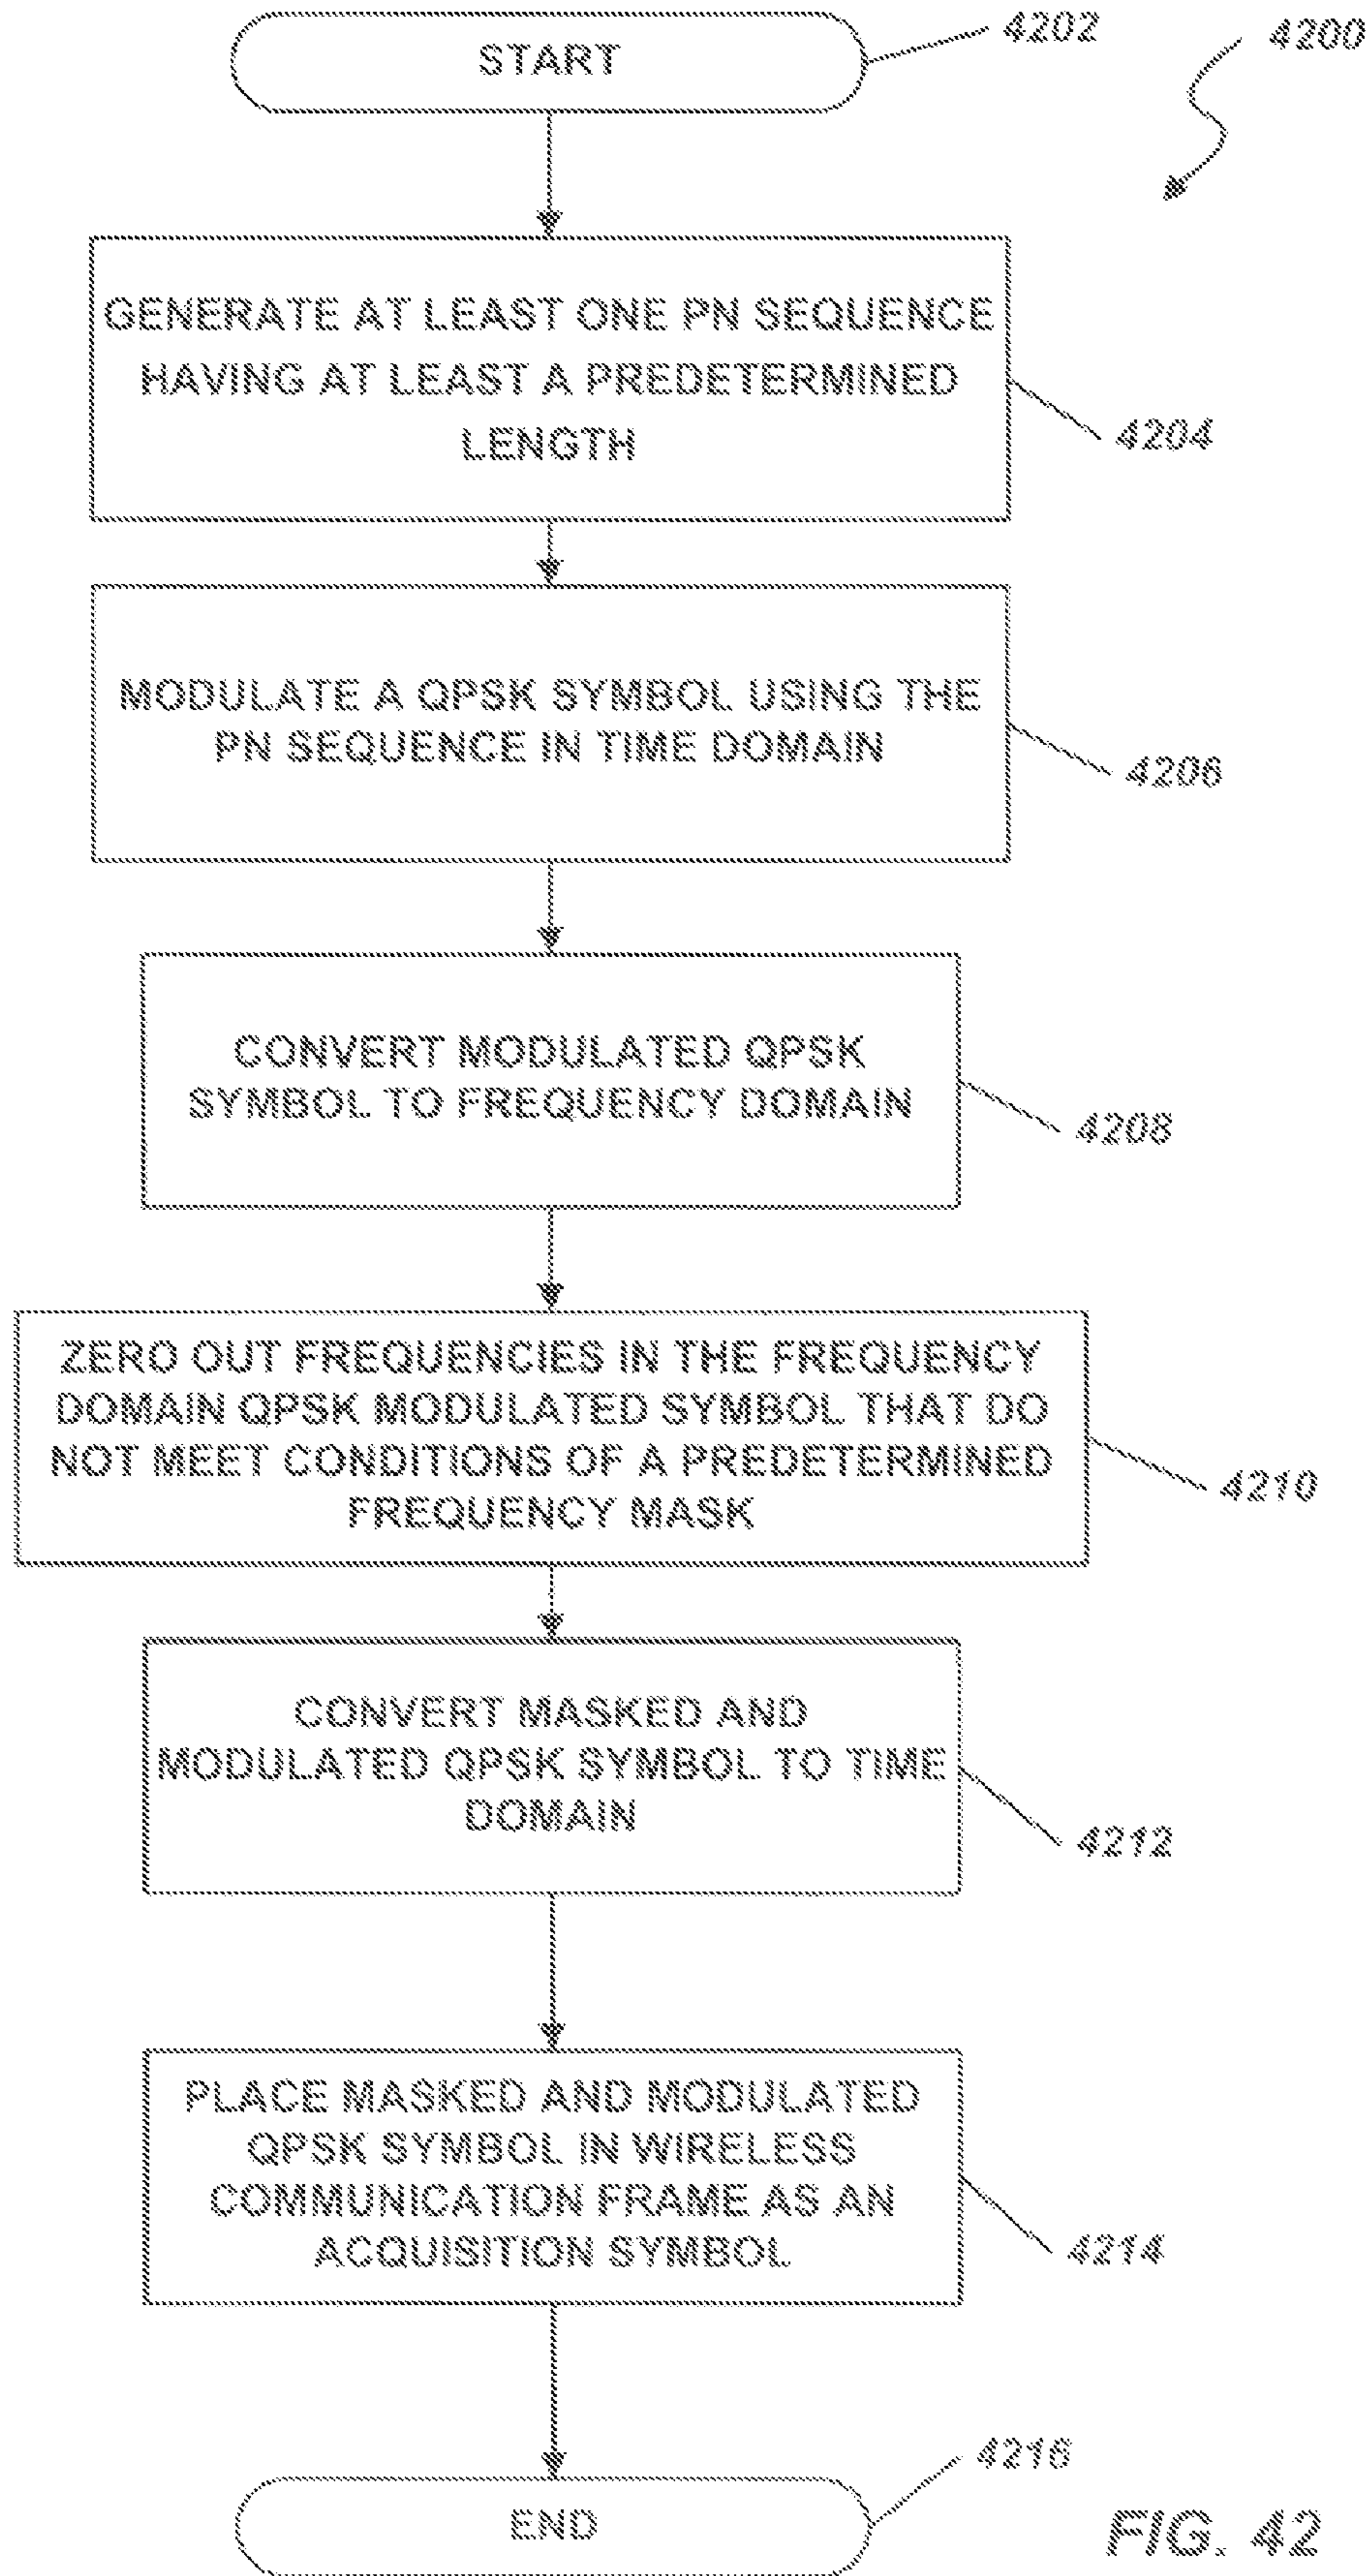 START
4202
4200
GENERATE AT LEAST ONE PN SEQUENCE
HAVING AT LEAST A PREDETERMINED
LENGTH
4204
MODULATE A QPSK SYMBOL USING THE
PN SEQUENCE IN TIME DOMAIN
4206
CONVERT MODULATED QPSK
SYMBOL TO FREQUENCY DOMAIN
4208
ZERO OUT FREQUENCIES IN THE FREQUENCY
DOMAIN QPSK MODULATED SYMBOL THAT DO
NOT MEET CONDITIONS OF A PREDETERMINED
FREQUENCY MASK
4210
CONVERT MASKED AND
MODULATED QPSK SYMBOL TO TIME
DOMAIN
4212
PLACE MASKED AND MODULATED
QPSK SYMBOL IN WIRELESS
COMMUNICATION FRAME AS AN
ACQUISITION SYMBOL
4214
4216
END
FIG. 42